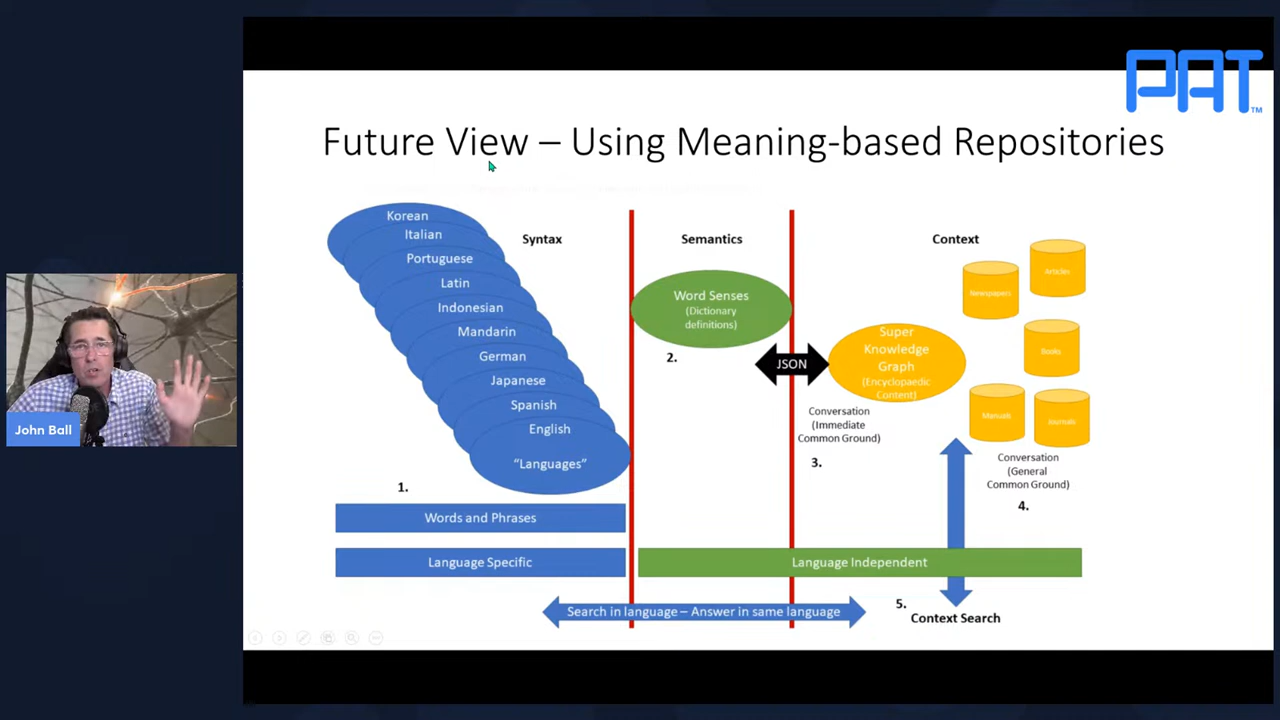 PAT™
Future View – Using Meaning-based Repositories
Korean
Italian
Portuguese
Latin
Indonesian
Mandarin
German
Japanese
Spanish
English
“Languages”
Syntax
1.
Words and Phrases
Language Specific
Semantics
Word Senses
(Dictionary
definitions)
2.
JSON
Context
Super
Knowledge
Graph
(Encyclopaedic
Content)
Conversation
(Immediate
Common Ground)
3.
Newspapers
Articles
Books
Manuals
Journals
Conversation
(General
Common Ground)
4.
Language Independent
Search in language – Answer in same language
5.
Context Search
John Ball